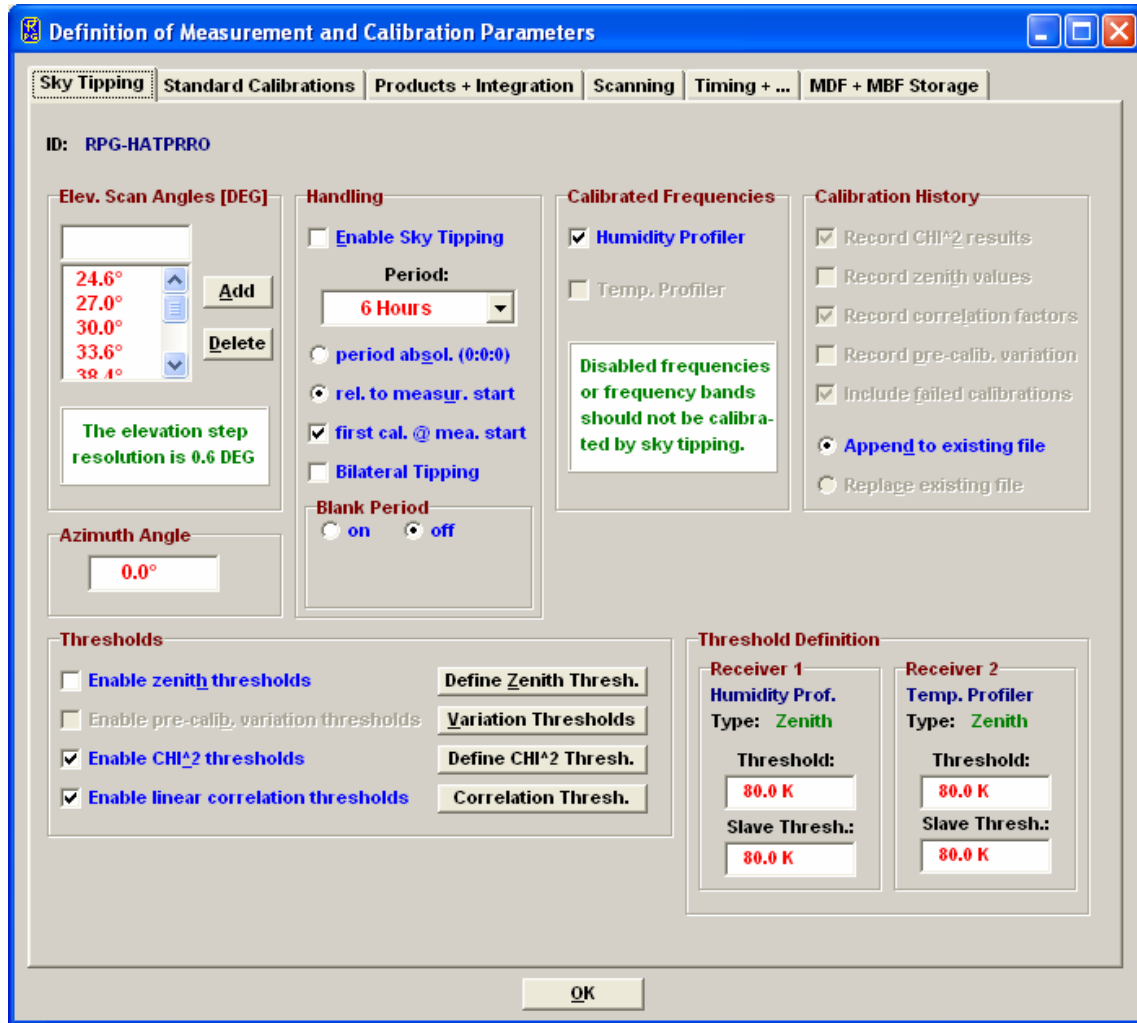 Definition of Measurement and Calibration Parameters
Sky Tipping
Standard Calibrations
Products + Integration
Scanning
Timing + ...
MDF + MBF Storage
ID: RPG-HATPRRO
Elev. Scan Angles [DEG]
24.6°
27.0°
30.0°
33.6°
38.4°
Add
Delete
The elevation step
resolution is 0.6 DEG
Azimuth Angle
0.0°
Handling
Enable Sky Tipping
Period:
6 Hours
period absol. (0:0:0)
rel. to measur. start
first cal. @ mea. start
Bilateral Tipping
Blank Period
on
off
Calibrated Frequencies
Humidity Profiler
Temp. Profiler
Disabled frequencies
or frequency bands
should not be calibra-
ted by sky tipping.
Calibration History
Record CHI^2 results
Record zenith values
Record correlation factors
Record pre-calib. variation
Include failed calibrations
Append to existing file
Replace existing file
Thresholds
Enable zenith thresholds
Define Zenith Thresh.
Enable pre-calib. variation thresholds
Variation Thresholds
Enable CHI^2 thresholds
Define CHI^2 Thresh.
Enable linear correlation thresholds
Correlation Thresh.
Threshold Definition
Receiver 1
Humidity Prof.
Type: Zenith
Threshold:
80.0 K
Slave Thresh.:
80.0 K
Receiver 2
Temp. Profiler
Type: Zenith
Threshold:
80.0 K
Slave Thresh.:
80.0 K
OK